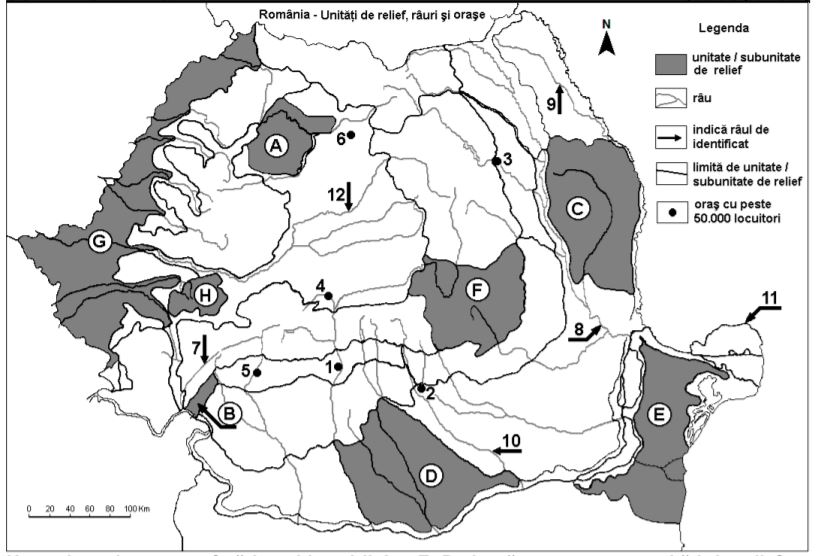 România - Unități de relief, râuri și orașe
N
Legenda
unitate / subunitate
de relief
râu
indică râul de
identificat
limită de unitate /
subunitate de relief
oraș cu peste
50.000 locuitori
9
A
6
3
12
C
G
H
4
F
11
8
7
5
1
2
B
E
10
D
0 20 40 60 80 100 Km